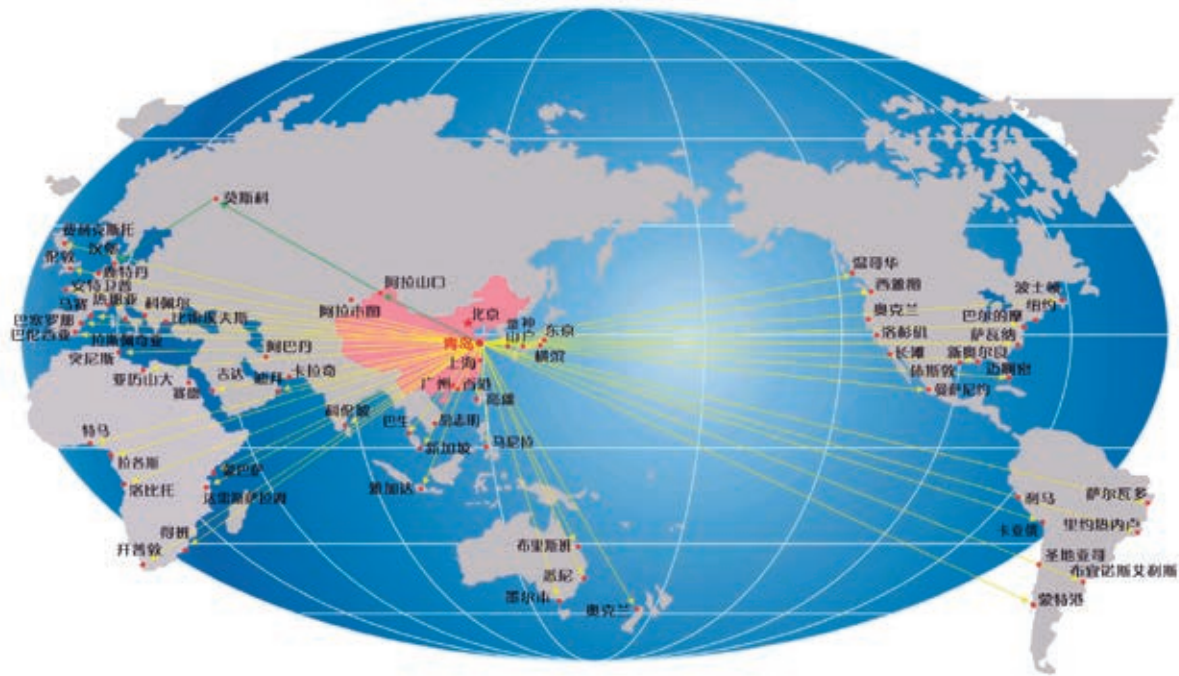 莫斯科
费利克斯托
汉堡
伦敦
鹿特丹
安特卫普
热那亚
马赛
科佩尔
巴塞罗那
比雷埃夫斯
巴伦西亚
拉斯佩奇亚
突尼斯
亚历山大
塞德
吉达
阿巴丹
迪拜
卡拉奇
阿拉木图
阿拉山口
北京
青岛
上海
广州
香港
高雄
釜山
神户
东京
横滨
科伦坡
巴生
胡志明
新加坡
马尼拉
雅加达
特马
拉各斯
洛比托
蒙巴萨
达雷斯萨拉姆
得班
开普敦
布里斯班
悉尼
墨尔本
奥克兰
温哥华
西雅图
奥克兰
洛杉矶
长滩
波士顿
纽约
巴尔的摩
萨瓦纳
新奥尔良
休斯敦
迈阿密
曼萨尼约
利马
卡亚俄
萨尔瓦多
里约热内卢
圣地亚哥
布宜诺斯艾利斯
蒙特港